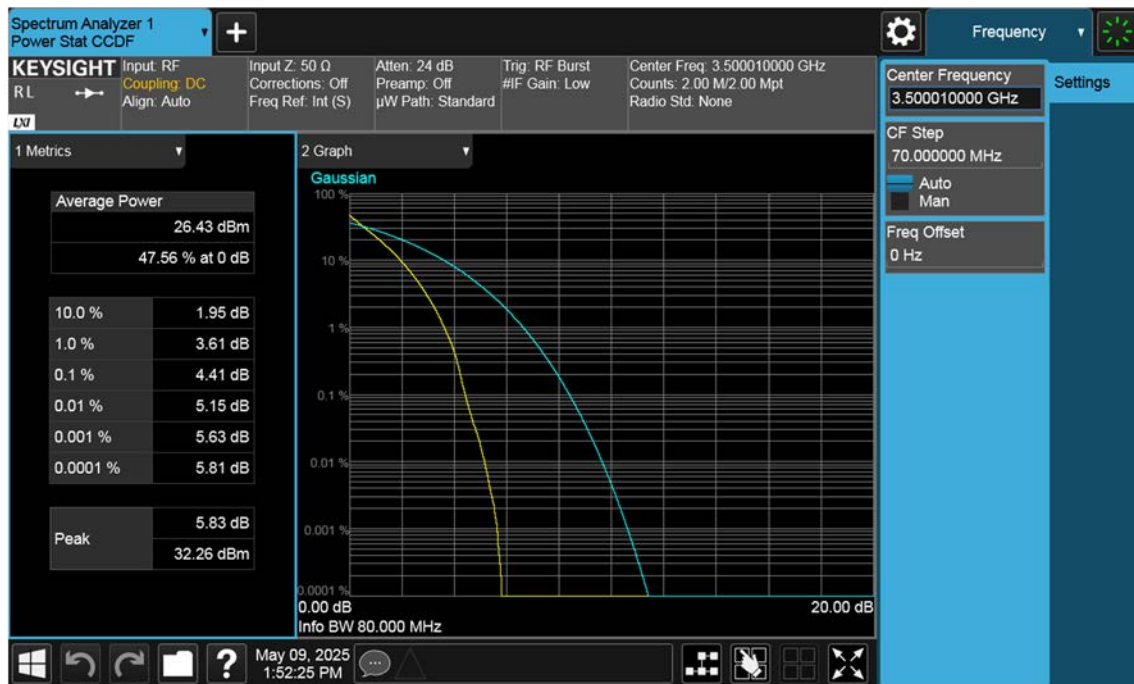 Spectrum Analyzer 1
Power Stat CCDF
+
Frequency
KEYSIGHT
RL
LXI
Input: RF
Coupling: DC
Align: Auto
Input Z: 50 Ω
Corrections: Off
Freq Ref: Int (S)
Atten: 24 dB
Preamp: Off
µW Path: Standard
Trig: RF Burst
#IF Gain: Low
Center Freq: 3.500010000 GHz
Counts: 2.00 M/2.00 Mpt
Radio Std: None
Center Frequency
3.500010000 GHz
Settings
CF Step
70.000000 MHz
Auto
Man
Freq Offset
0 Hz
1 Metrics
Average Power
26.43 dBm
47.56 % at 0 dB
10.0 % 1.95 dB
1.0 % 3.61 dB
0.1 % 4.41 dB
0.01 % 5.15 dB
0.001 % 5.63 dB
0.0001 % 5.81 dB
Peak
5.83 dB
32.26 dBm
2 Graph
Gaussian
100 %
10 %
1 %
0.1 %
0.01 %
0.001 %
0.0001 %
0.00 dB 20.00 dB
Info BW 80.000 MHz
?
May 09, 2025
1:52:25 PM